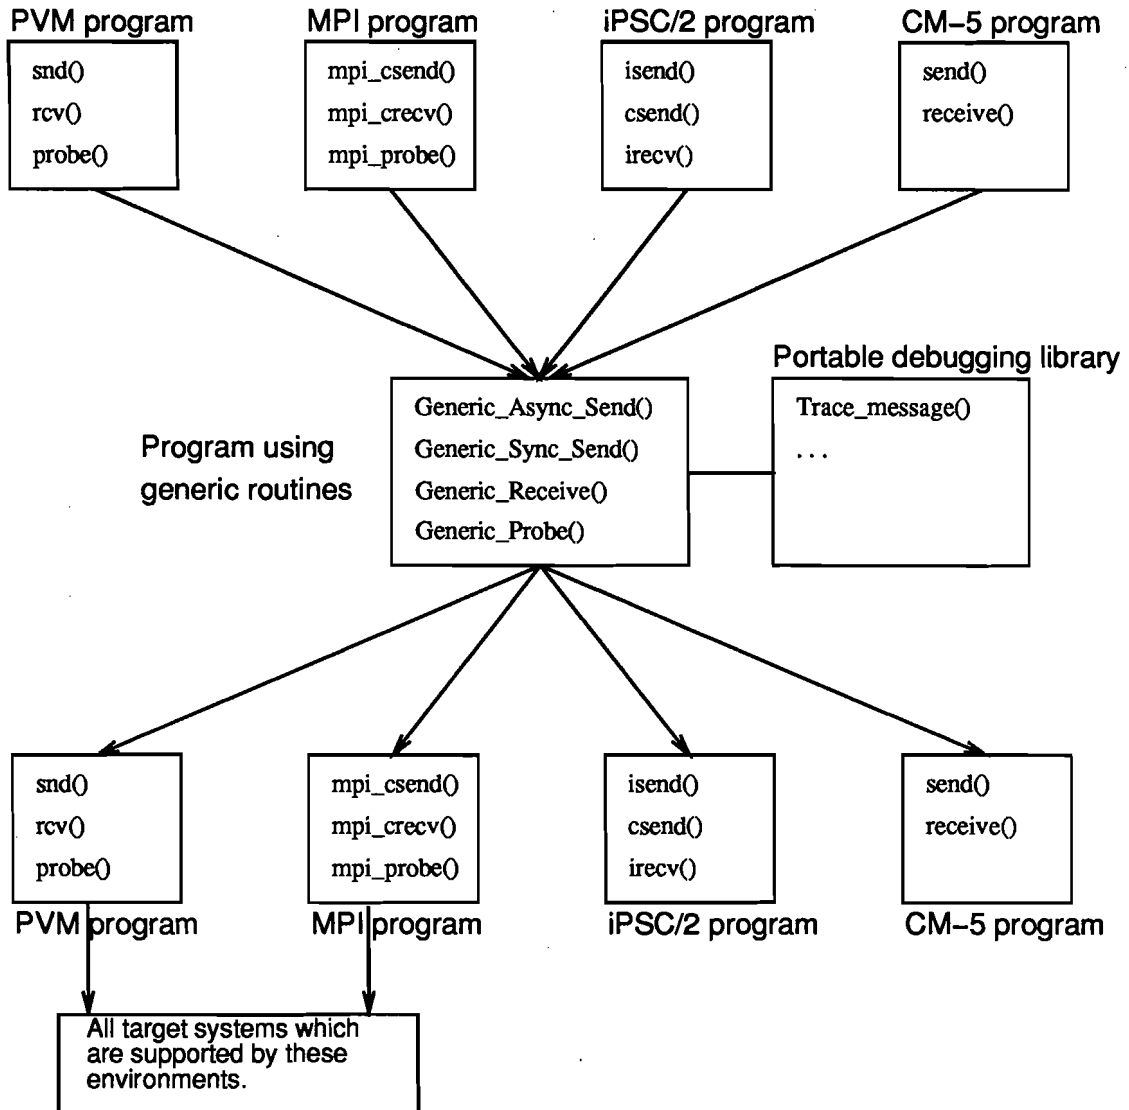 PVM program
MPI program
iPSC/2 program
CM–5 program
snd()
rcv()
probe()
mpi_csend()
mpi_crecv()
mpi_probe()
isend()
csend()
irecv()
send()
receive()
Portable debugging library
Program using
generic routines
Generic_Async_Send()
Generic_Sync_Send()
Generic_Receive()
Generic_Probe()
Trace_message()
. . .
snd()
rcv()
probe()
mpi_csend()
mpi_crecv()
mpi_probe()
isend()
csend()
irecv()
send()
receive()
PVM program
MPI program
iPSC/2 program
CM–5 program
All target systems which
are supported by these
environments.